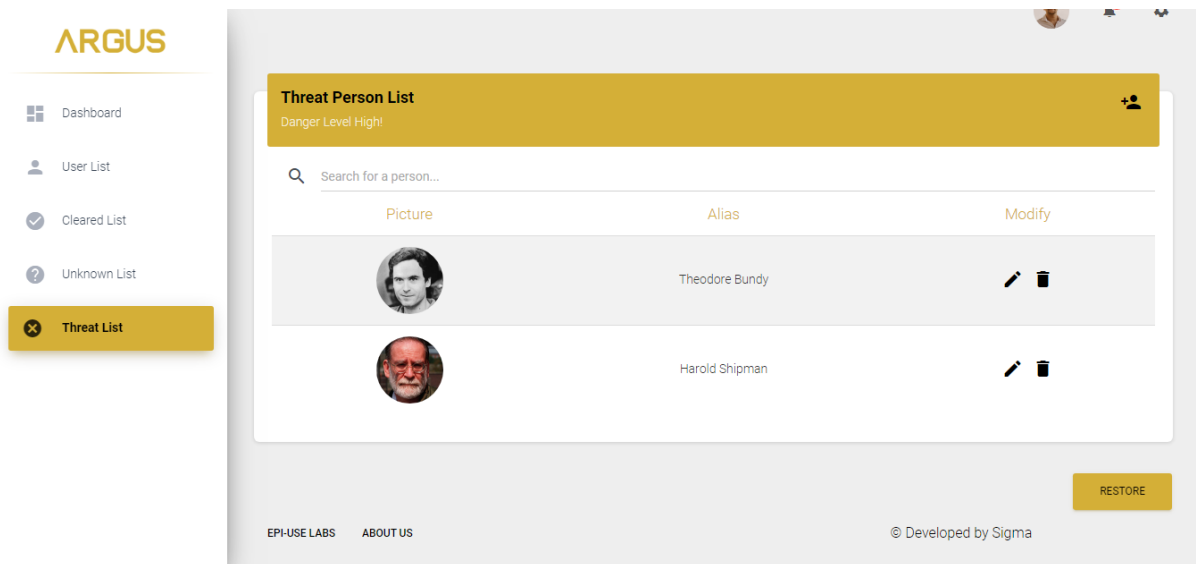 ARGUS
Dashboard
User List
Cleared List
Unknown List
Threat List
Threat Person List
Danger Level High!
Search for a person...
Picture Alias Modify
Theodore Bundy
Harold Shipman
RESTORE
EPI-USE LABS ABOUT US © Developed by Sigma